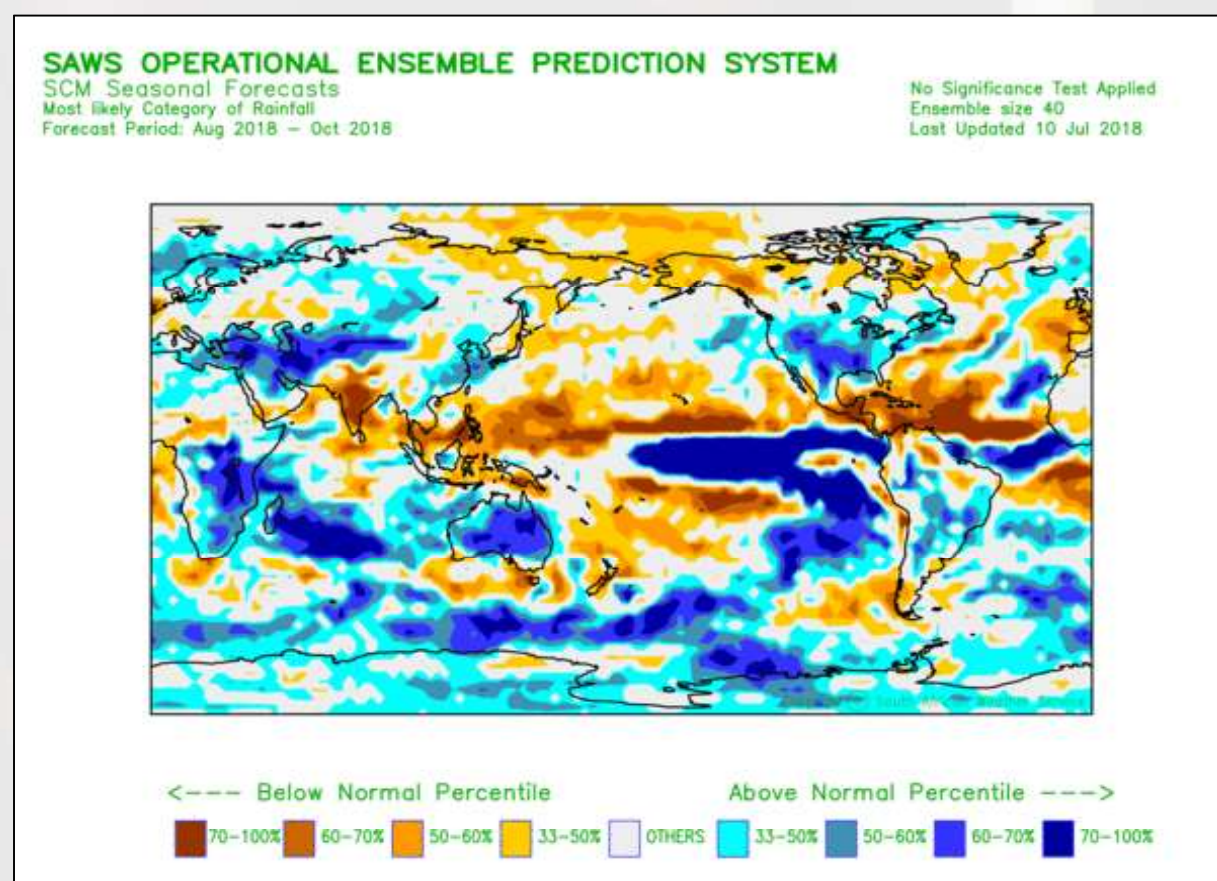 SAWS OPERATIONAL ENSEMBLE PREDICTION SYSTEM
SCM Seasonal Forecasts
Most likely Category of Rainfall
Forecast Period: Aug 2018 – Oct 2018
No Significance Test Applied
Ensemble size 40
Last Updated 10 Jul 2018
<--- Below Normal Percentile
Above Normal Percentile --->
70-100% 60-70% 50-60% 33-50% OTHERS 33-50% 50-60% 60-70% 70-100%